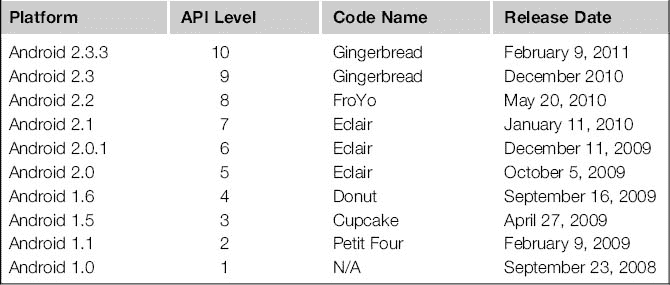 Platform API Level Code Name Release Date
Android 2.3.3 10 Gingerbread February 9, 2011
Android 2.3 9 Gingerbread December 2010
Android 2.2 8 FroYo May 20, 2010
Android 2.1 7 Eclair January 11, 2010
Android 2.0.1 6 Eclair December 11, 2009
Android 2.0 5 Eclair October 5, 2009
Android 1.6 4 Donut September 16, 2009
Android 1.5 3 Cupcake April 27, 2009
Android 1.1 2 Petit Four February 9, 2009
Android 1.0 1 N/A September 23, 2008